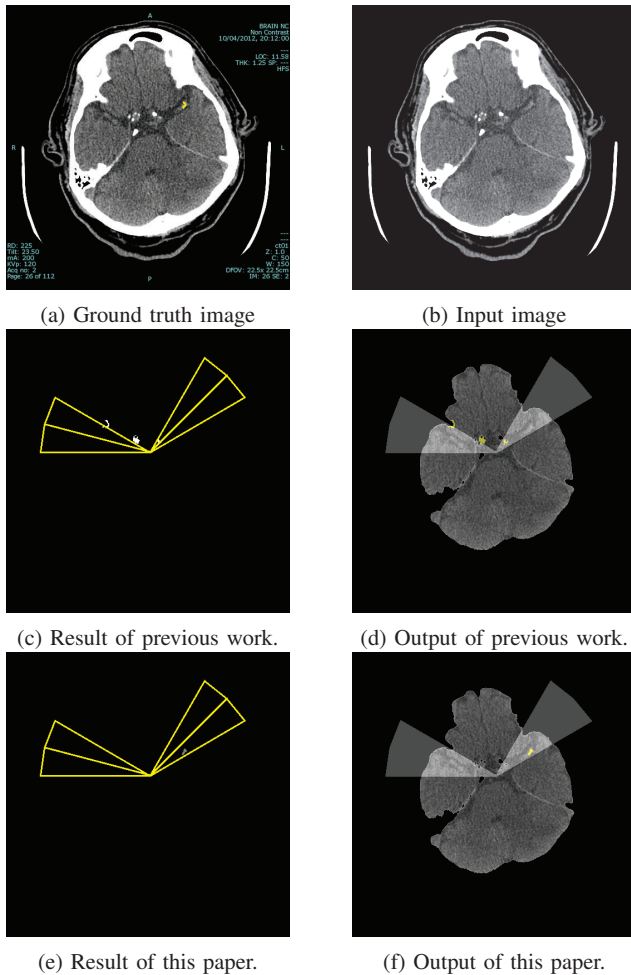 A
BRAIN NC
Non Contrast
10/04/2012, 20:12:00
---
LOC: 11.58
THK: 1.25 SP: ---
HFS
R
L
---
---
RD: 225
Tilt: 23.50
mA: 200
KVp: 120
Acq no: 2
Page: 26 of 112
ct01
Z: 1.0
C: 50
W: 150
DFOV: 22.5x 22.5cm
IM: 26 SE: 2
P
(a) Ground truth image
(b) Input image
(c) Result of previous work.
(d) Output of previous work.
(e) Result of this paper.
(f) Output of this paper.